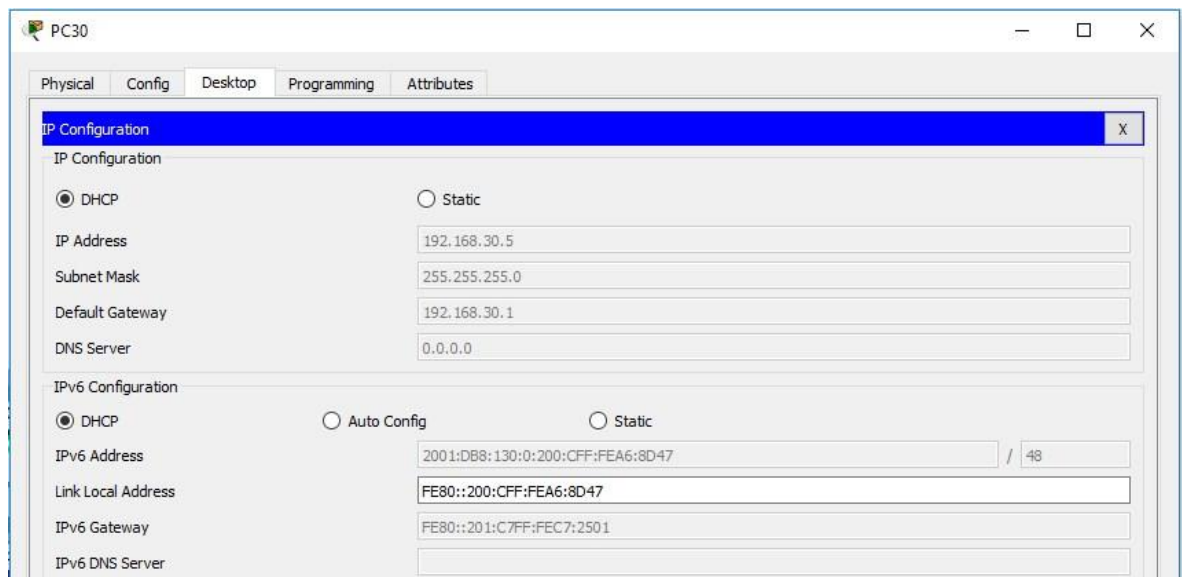 PC30
Physical Config Desktop Programming Attributes
IP Configuration X
IP Configuration
DHCP Static
IP Address 192.168.30.5
Subnet Mask 255.255.255.0
Default Gateway 192.168.30.1
DNS Server 0.0.0.0
IPv6 Configuration
DHCP Auto Config Static
IPv6 Address 2001:DB8:130:0:200:CFF:FEA6:8D47 / 48
Link Local Address FE80::200:CFF:FEA6:8D47
IPv6 Gateway FE80::201:C7FF:FEC7:2501
IPv6 DNS Server